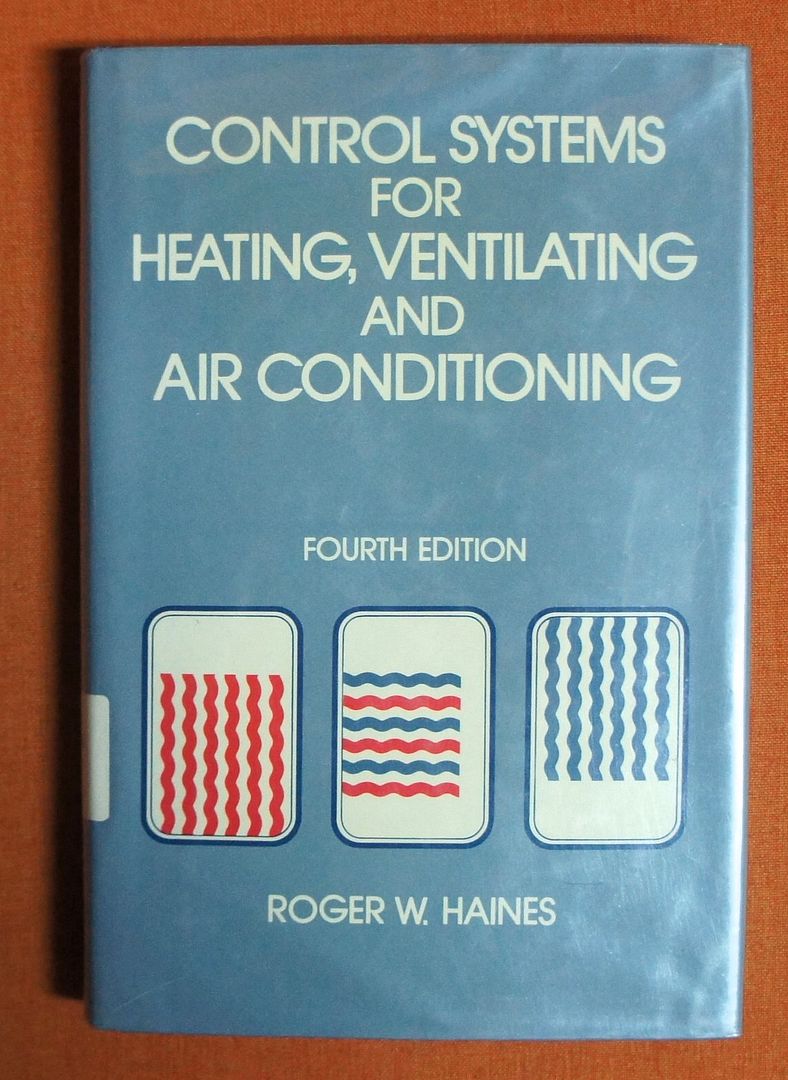 CONTROL SYSTEMS
FOR
HEATING, VENTILATING
AND
AIR CONDITIONING
FOURTH EDITION
ROGER W. HAINES